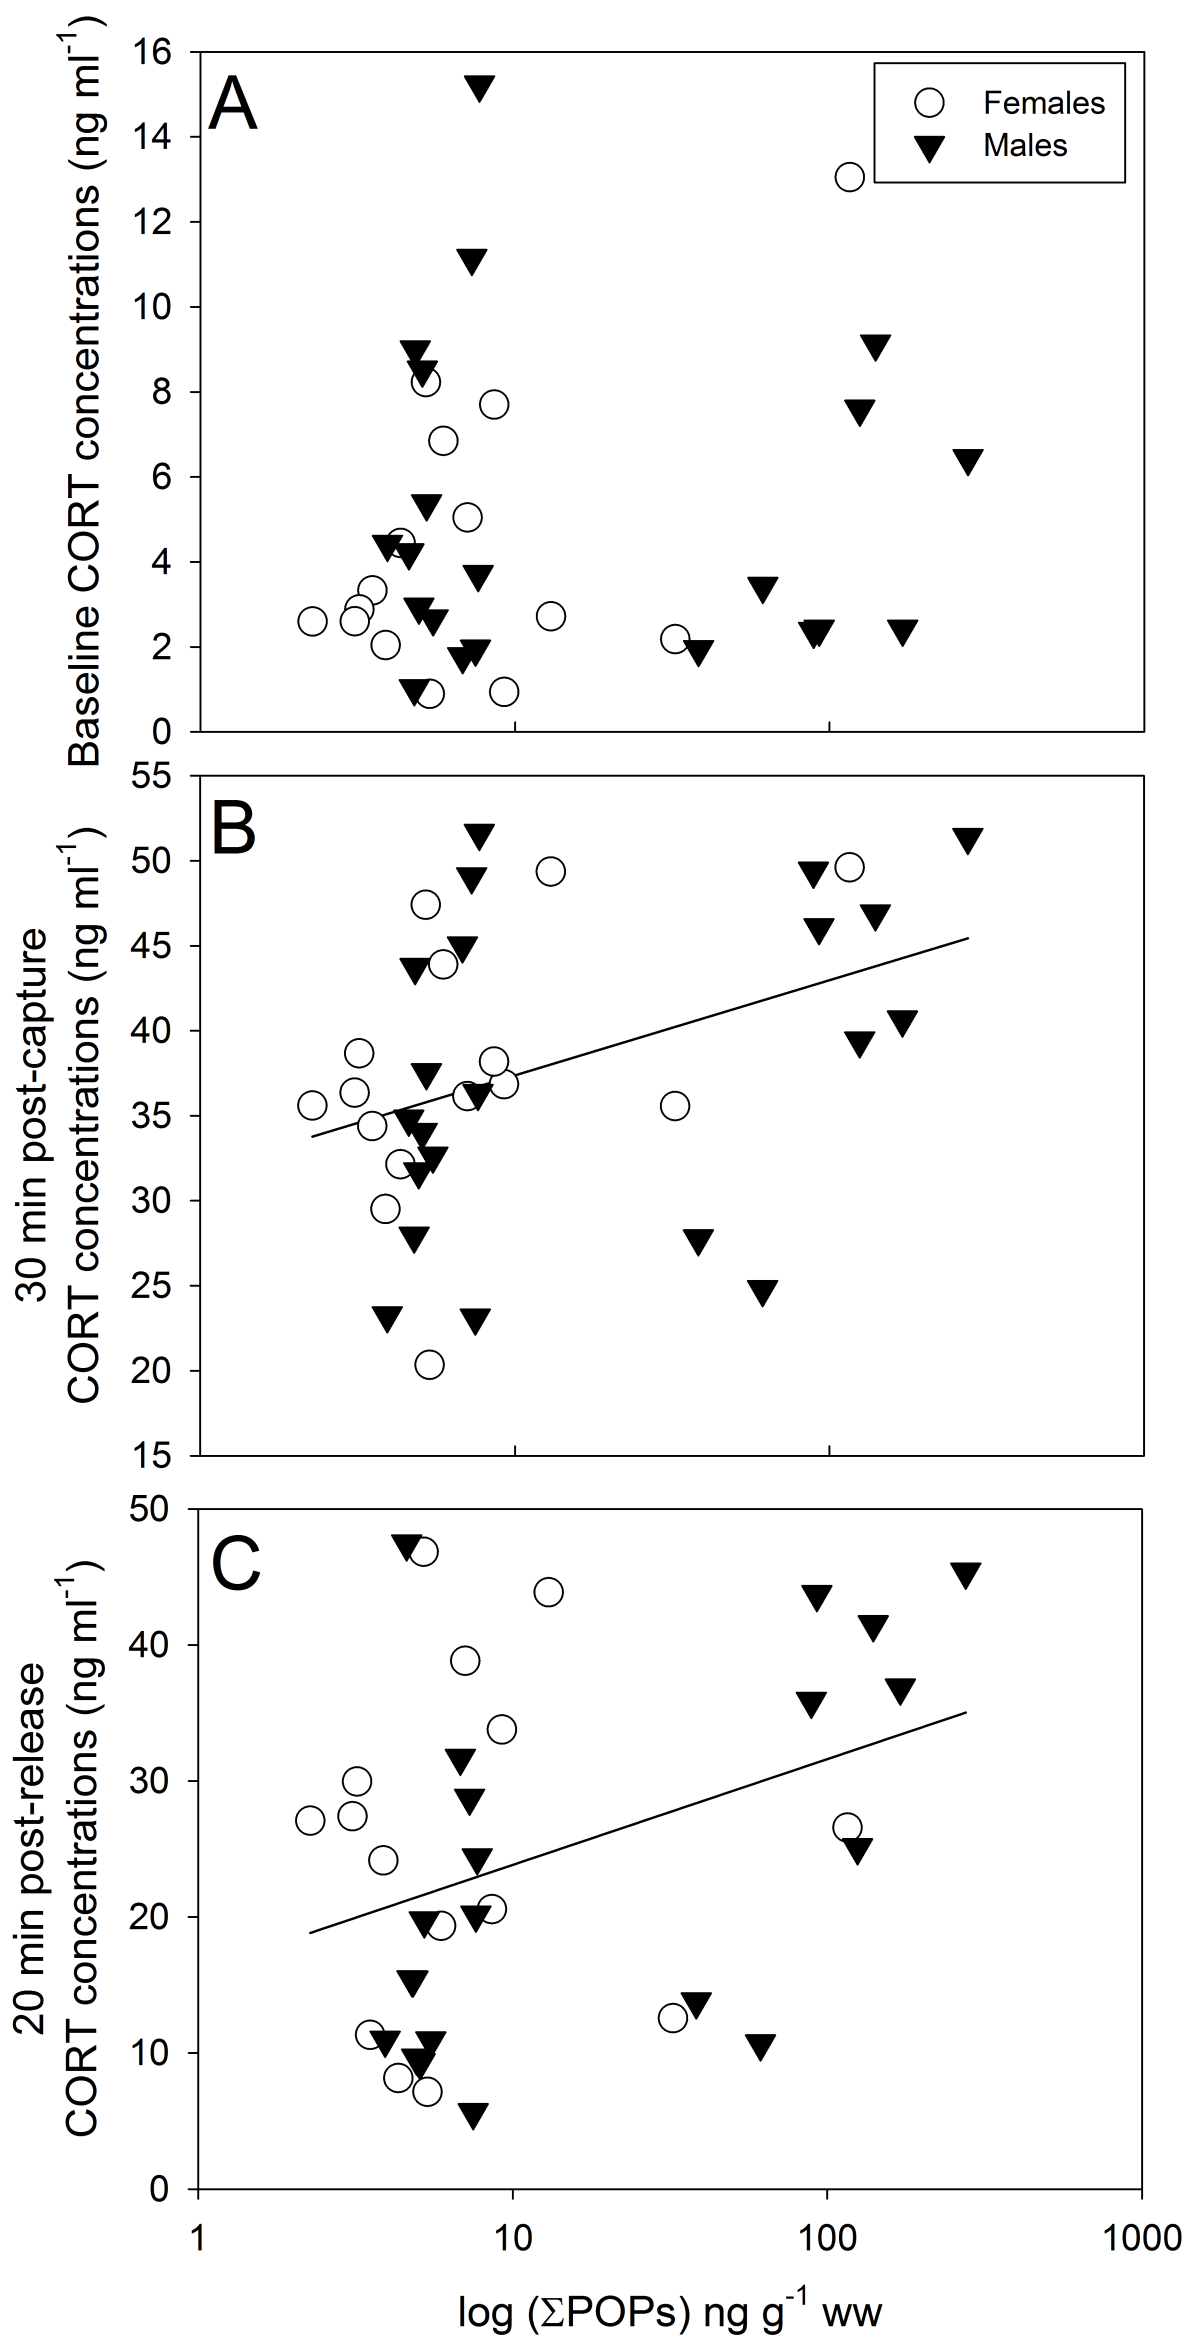 Baseline CORT concentrations (ng ml-1)
16
14
12
10
8
6
4
2
0
A
Females
Males
30 min post-capture
CORT concentrations (ng ml-1)
55
50
45
40
35
30
25
20
15
B
20 min post-release
CORT concentrations (ng ml-1)
50
40
30
20
10
0
C
1 10 100 1000
log (ΣPOPs) ng g-1 ww